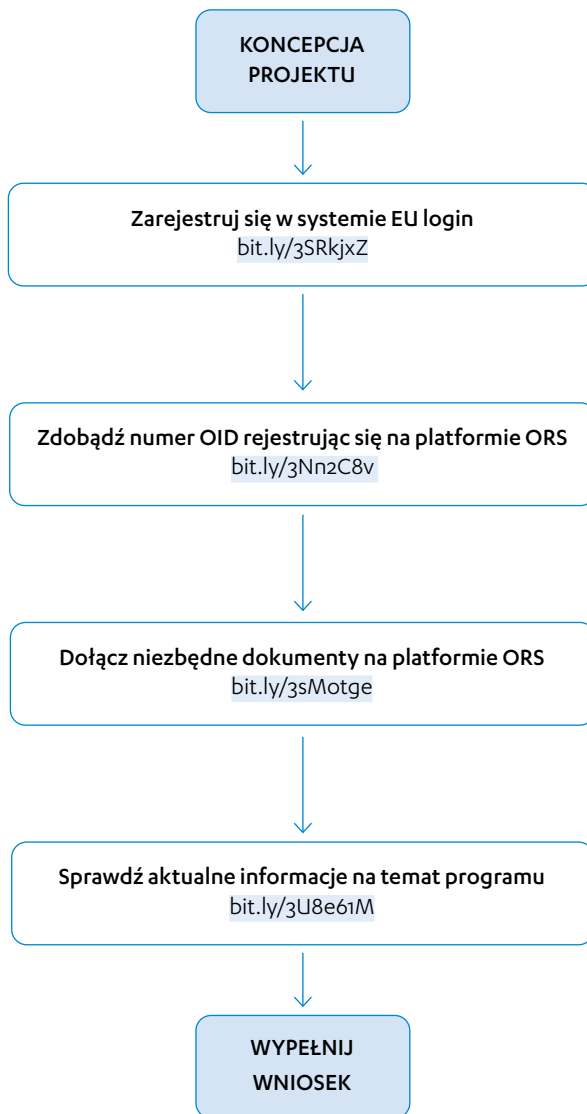 KONCEPCJA
PROJEKTU
Zarejestruj się w systemie EU login
bit.ly/3SRkjxZ
Zdobądź numer OID rejestrując się na platformie ORS
bit.ly/3Nn2C8v
Dołącz niezbędne dokumenty na platformie ORS
bit.ly/3sMotge
Sprawdź aktualne informacje na temat programu
bit.ly/3U8e61M
WYPEŁNIJ
WNIOSEK